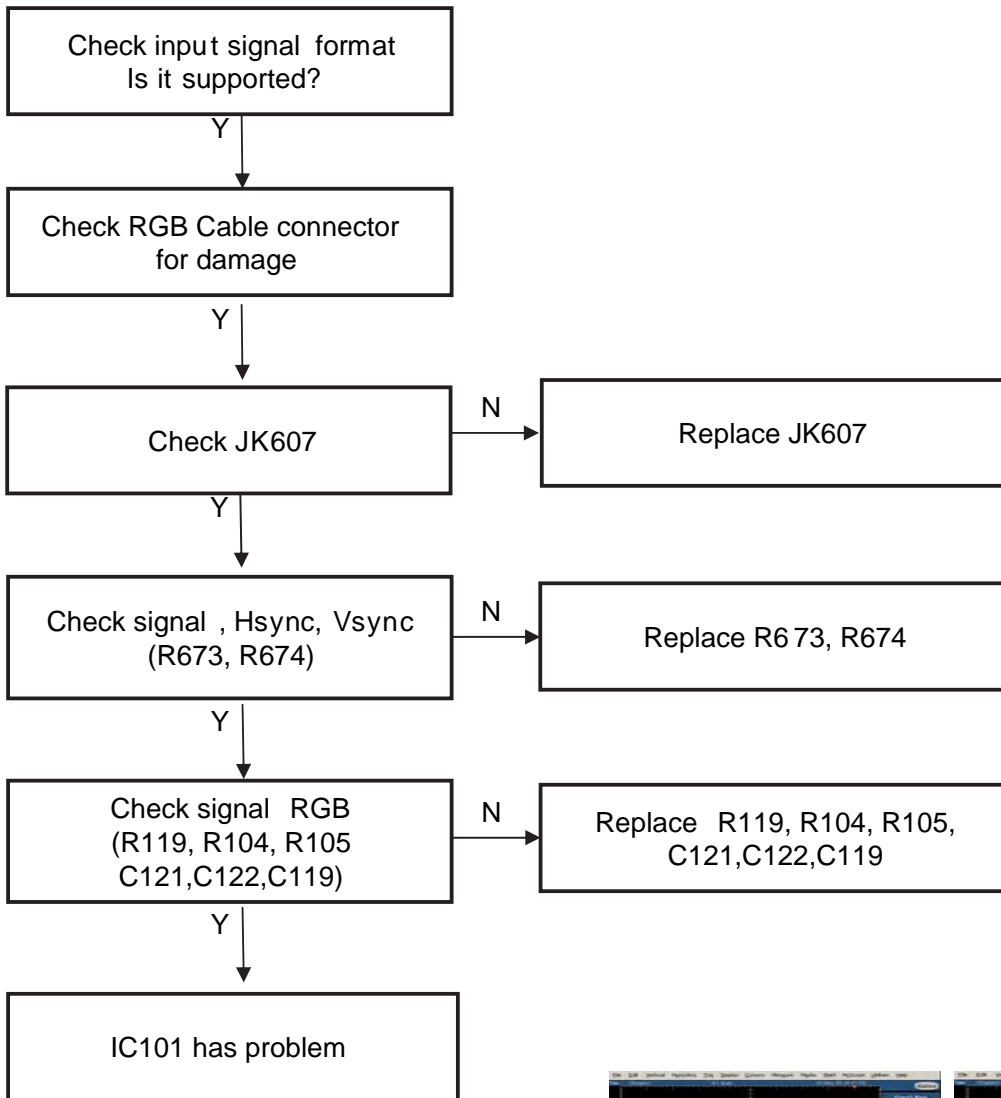 Check input signal format
Is it supported?
Y
Check RGB Cable connector
for damage
Y
Check JK607
N
Replace JK607
Y
Check signal , Hsync, Vsync
(R673, R674)
N
Replace R6 73, R674
Y
Check signal RGB
(R119, R104, R105
C121,C122,C119)
N
Replace R119, R104, R105,
C121,C122,C119
Y
IC101 has problem